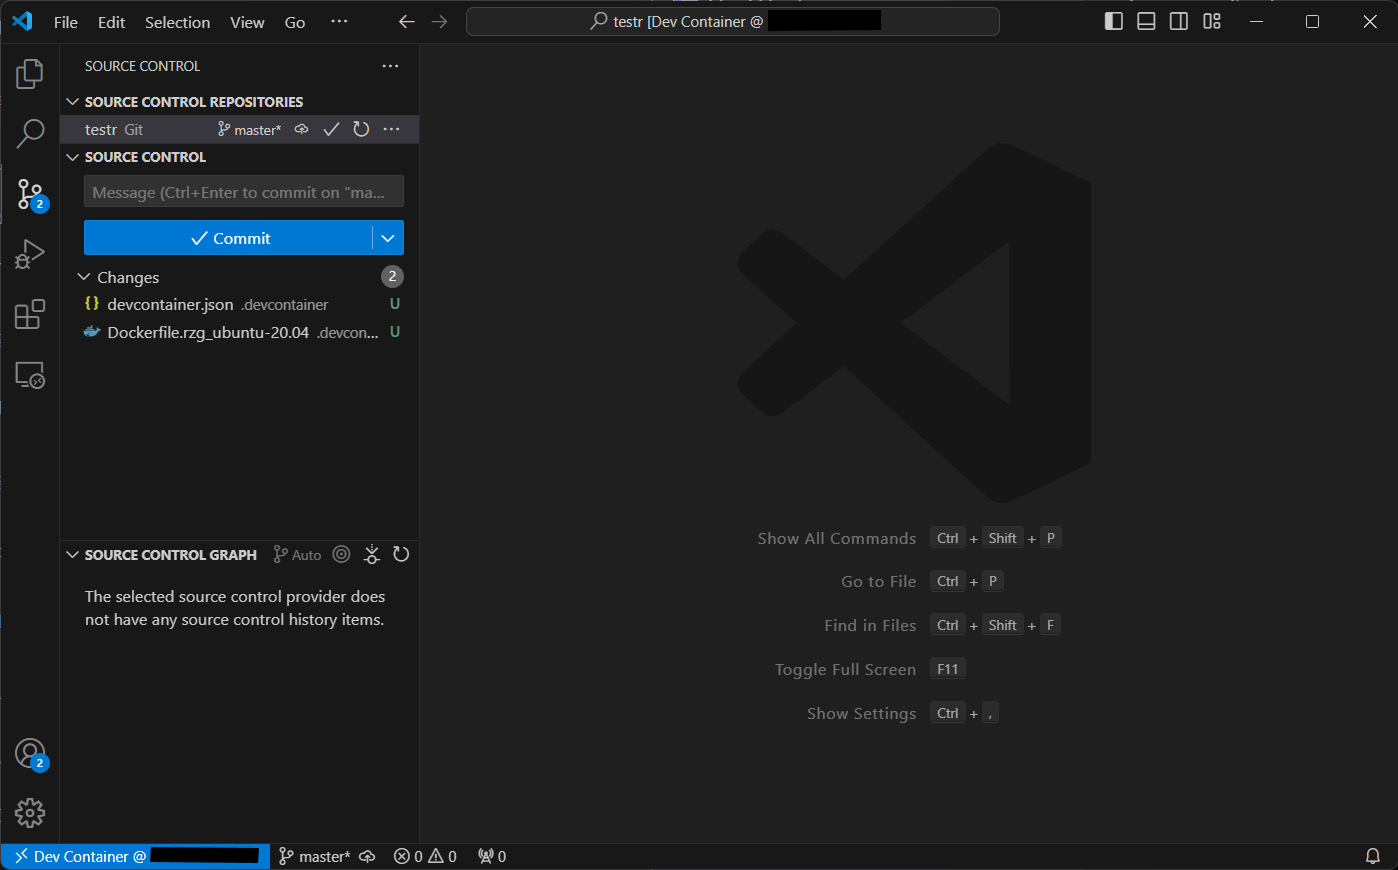 File Edit Selection View Go ··· testr [Dev Container @
SOURCE CONTROL
SOURCE CONTROL REPOSITORIES
testr Git master*
SOURCE CONTROL
Message (Ctrl+Enter to commit on "ma...
2
Commit
Changes 2
devcontainer.json .devcontainer U
Dockerfile.rzg_ubuntu-20.04 .devcon... U
SOURCE CONTROL GRAPH Auto
The selected source control provider does
not have any source control history items.
Show All Commands Ctrl + Shift + P
Go to File Ctrl + P
Find in Files Ctrl + Shift + F
Toggle Full Screen F11
Show Settings Ctrl + ,
2
Dev Container @ master* 0 0 0